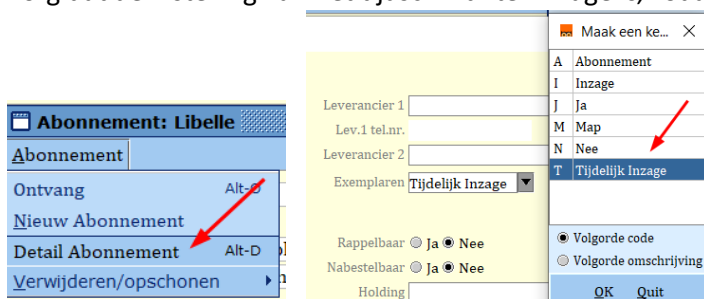 Abonnement: Libelle
Abonnement
Ontvang Alt-O
Nieuw Abonnement
Detail Abonnement Alt-D
Verwijderen/opschonen
Leverancier 1
Lev.1 tel.nr.
Leverancier 2
Exemplaren Tijdelijk Inzage
Rappelbaar Ja Nee
Nabestelbaar Ja Nee
Holding
Maak een ke...
A Abonnement
I Inzage
J Ja
M Map
N Nee
T Tijdelijk Inzage
Volgorde code
Volgorde omschrijving
OK Quit